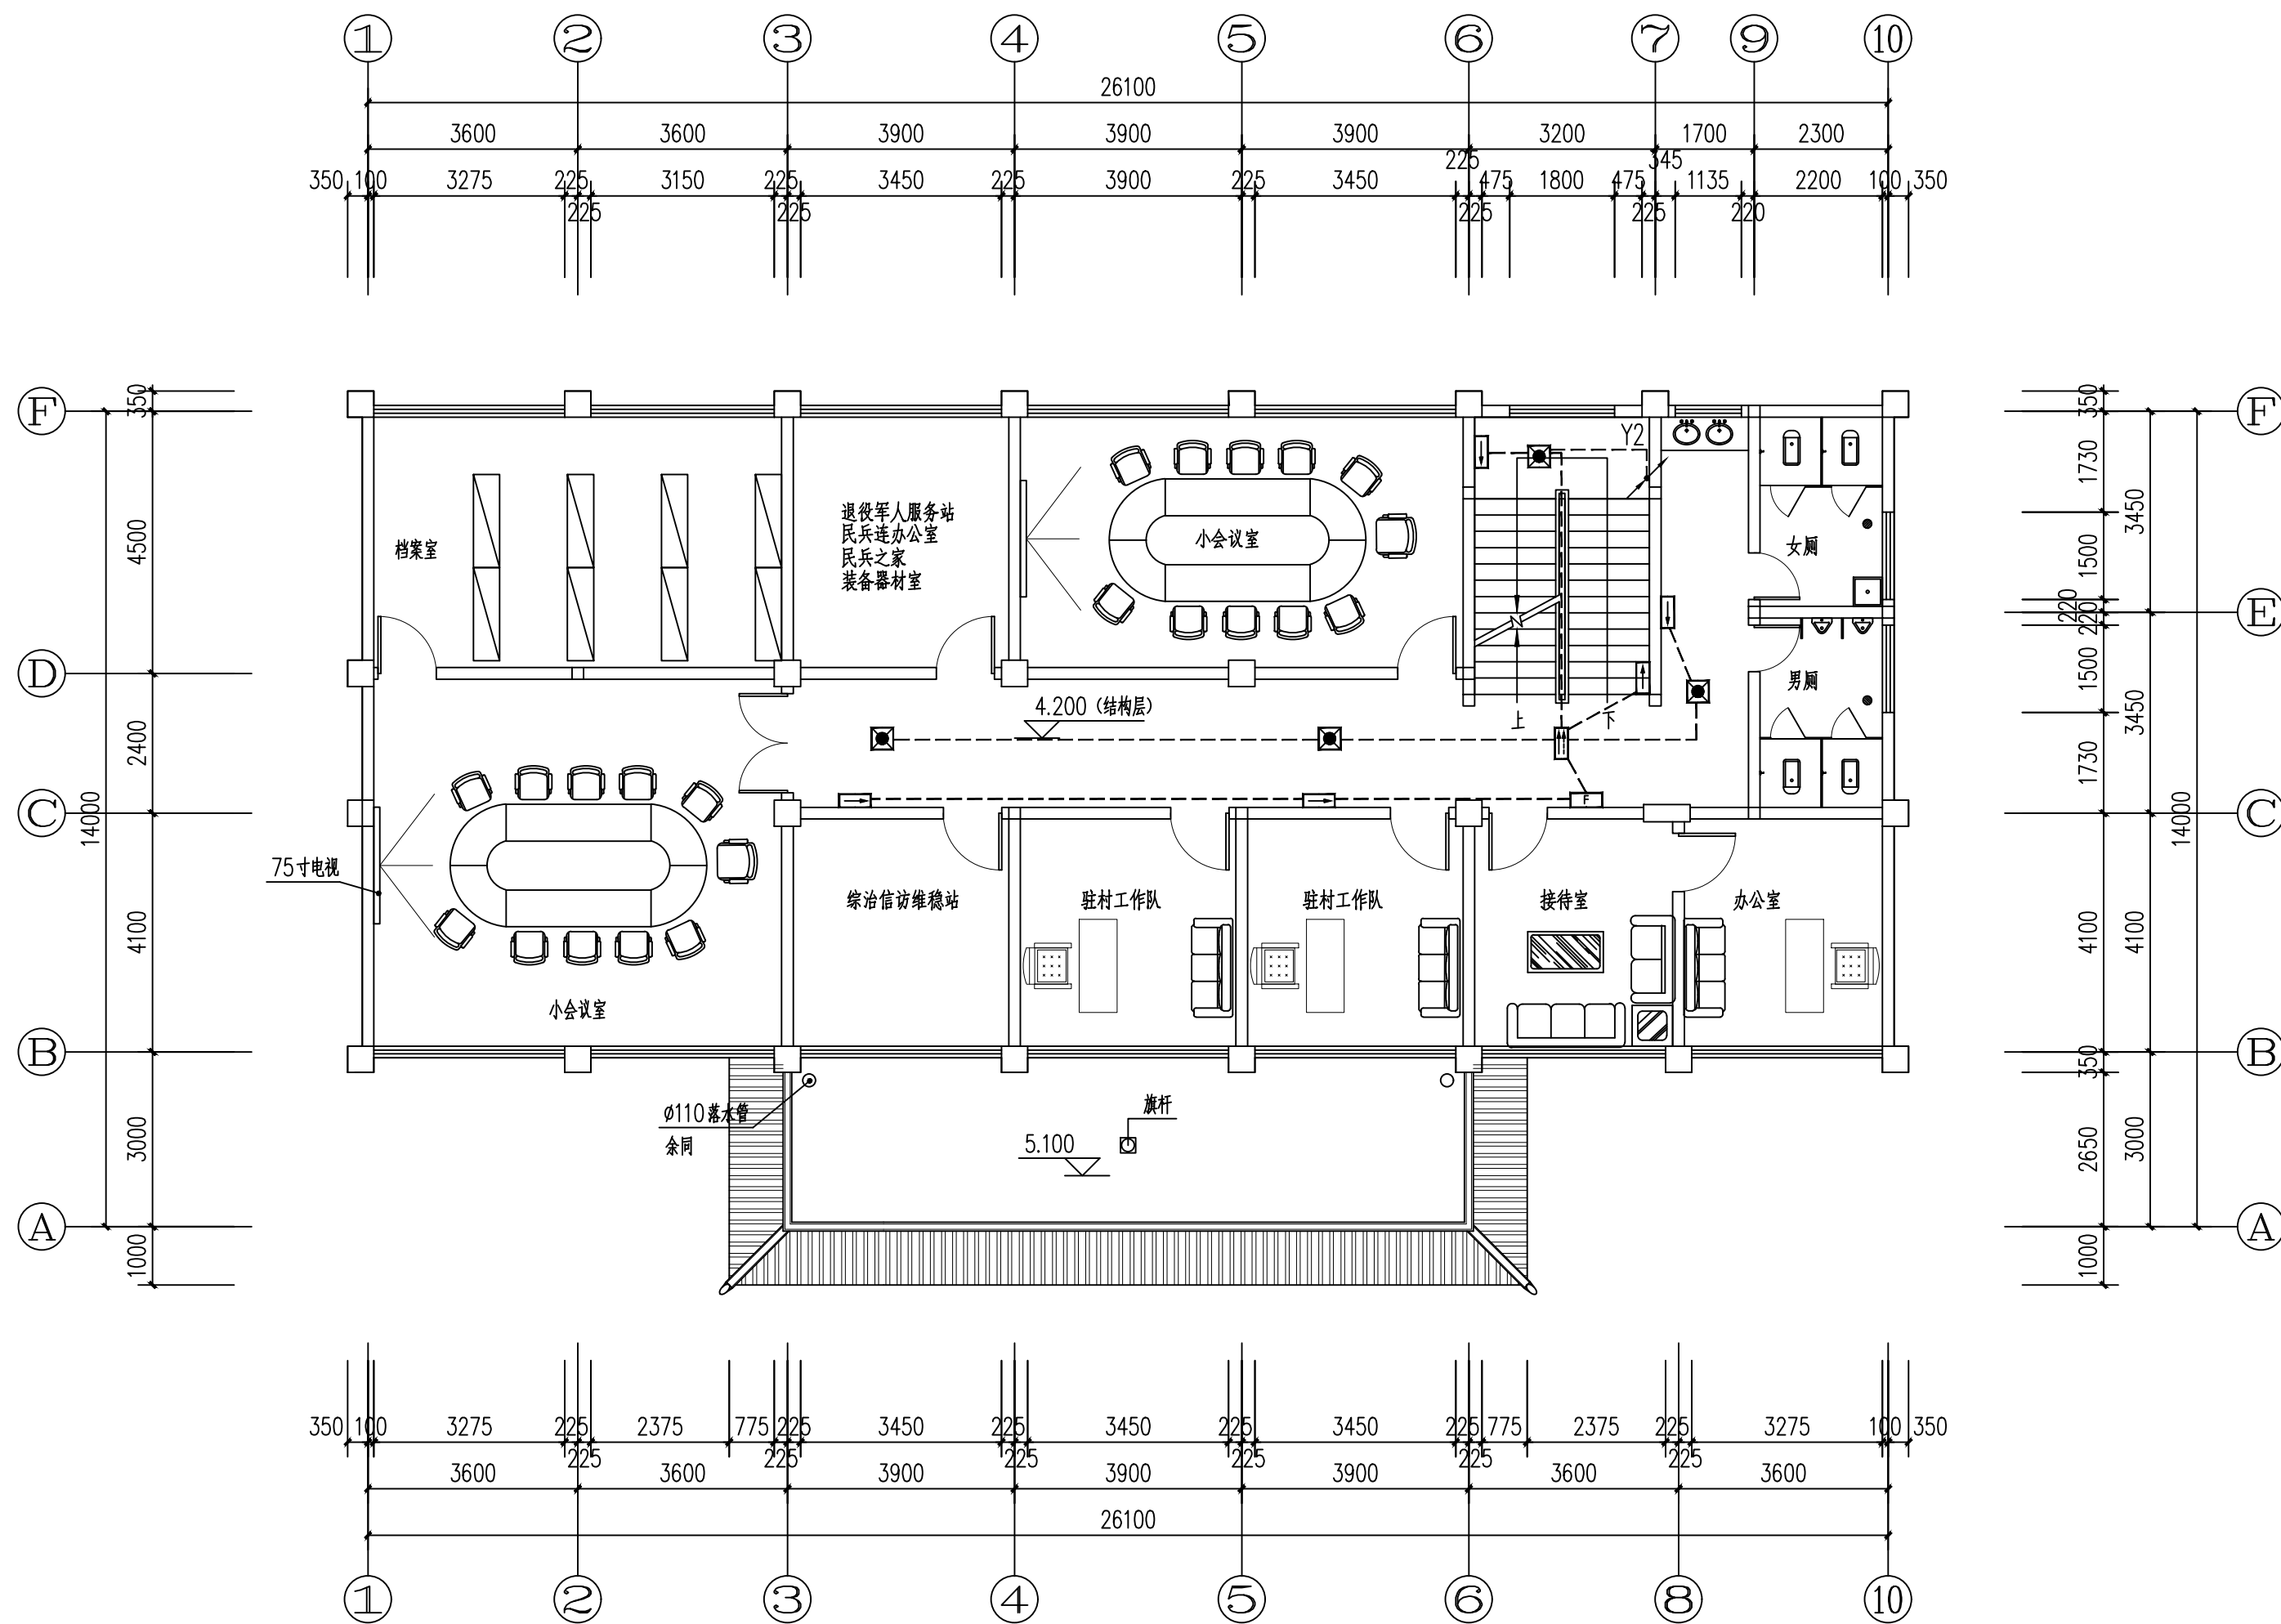 1 2 3 4 5 6 7 9 10
26100
3600 3600 3900 3900 3900 3200 1700 2300
225 345
350 100 3275 225 3150 225 3450 225 3900 225 3450 475 1800 475 1135 2200 100 350
225 225 225 225 220
F
D
C
B
A
350
4500
2400
4100
3000
1000
14000
档案室
退役军人服务站
民兵连办公室
民兵之家
装备器材室
小会议室
Y2
女厕
男厕
4.200（结构层）
上
下
F
75寸电视
小会议室
综治信访维稳站
驻村工作队
驻村工作队
接待室
办公室
Ø110落水管
余同
旗杆
5.100
350
1730
1500
220
220
1500
1730
4100
350
2650
1000
3450
3450
4100
3000
14000
F
E
C
B
A
350 100 3275 225 2375 775 225 3450 225 3450 225 3450 225 775 2375 225 3275 100 350
225 225 225 225 225 225
3600 3600 3900 3900 3900 3600 3600
26100
1 2 3 4 5 6 8 10